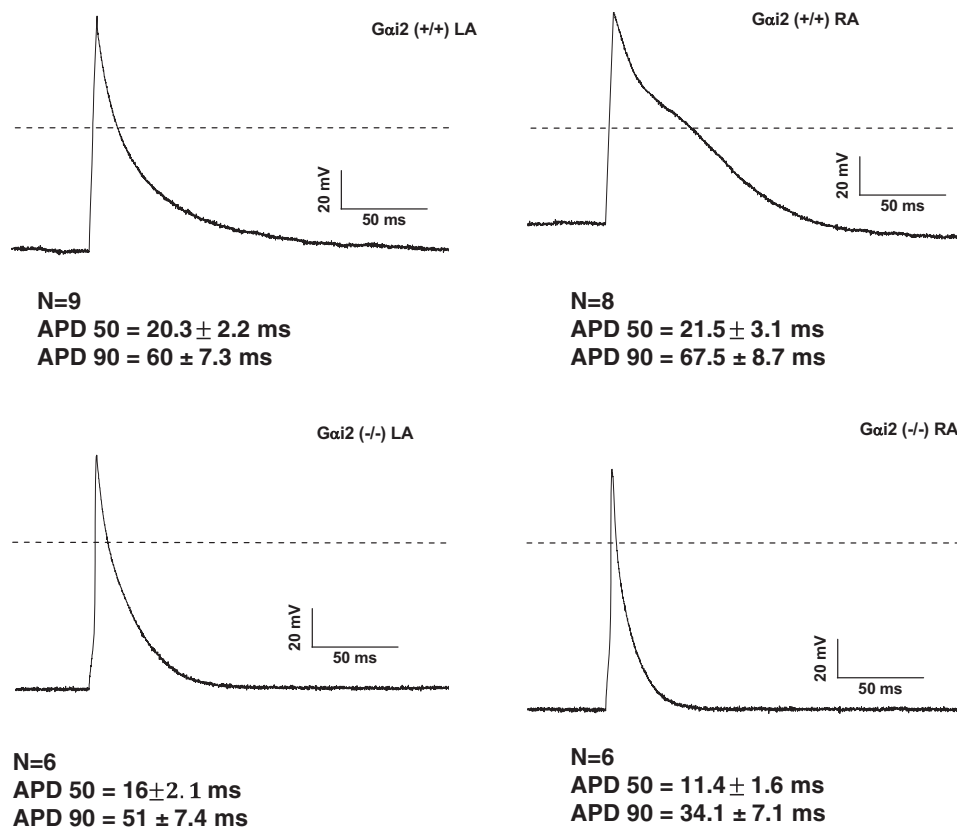 Gαi2 (+/+) LA
20 mV
50 ms
N=9
APD 50 = 20.3 ± 2.2 ms
APD 90 = 60 ± 7.3 ms
Gαi2 (+/+) RA
20 mV
50 ms
N=8
APD 50 = 21.5 ± 3.1 ms
APD 90 = 67.5 ± 8.7 ms
Gαi2 (-/-) LA
20 mV
50 ms
N=6
APD 50 = 16±2.1 ms
APD 90 = 51 ± 7.4 ms
Gαi2 (-/-) RA
20 mV
50 ms
N=6
APD 50 = 11.4 ± 1.6 ms
APD 90 = 34.1 ± 7.1 ms